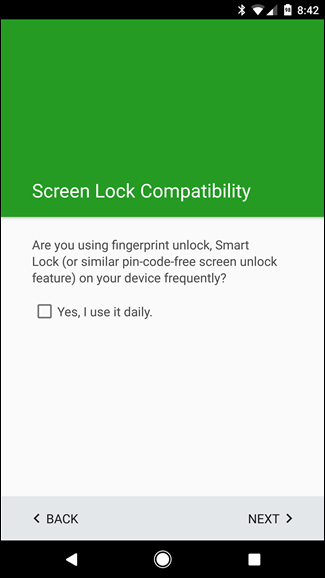 8:42
Screen Lock Compatibility
Are you using fingerprint unlock, Smart
Lock (or similar pin-code-free screen unlock
feature) on your device frequently?
Yes, I use it daily.
BACK
NEXT